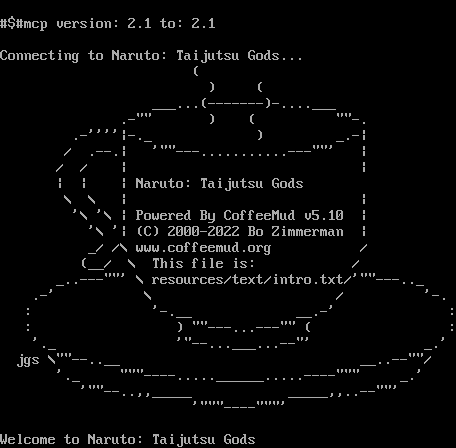 #$#mcp version: 2.1 to: 2.1
Connecting to Naruto: Taijutsu Gods...
Naruto: Taijutsu Gods
Powered By CoffeeMud v5.10
(C) 2000-2022 Bo Zimmerman
www.coffeemud.org
This file is:
resources/text/intro.txt
jgs
Welcome to Naruto: Taijutsu Gods